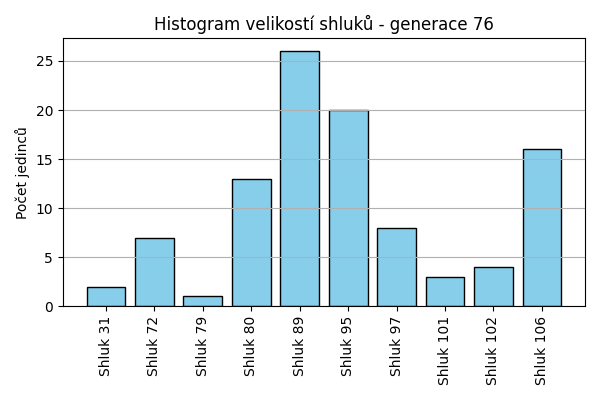 Histogram velikostí shluků - generace 76
Počet jedinců
25
20
15
10
5
0
Shluk 31
Shluk 72
Shluk 79
Shluk 80
Shluk 89
Shluk 95
Shluk 97
Shluk 101
Shluk 102
Shluk 106